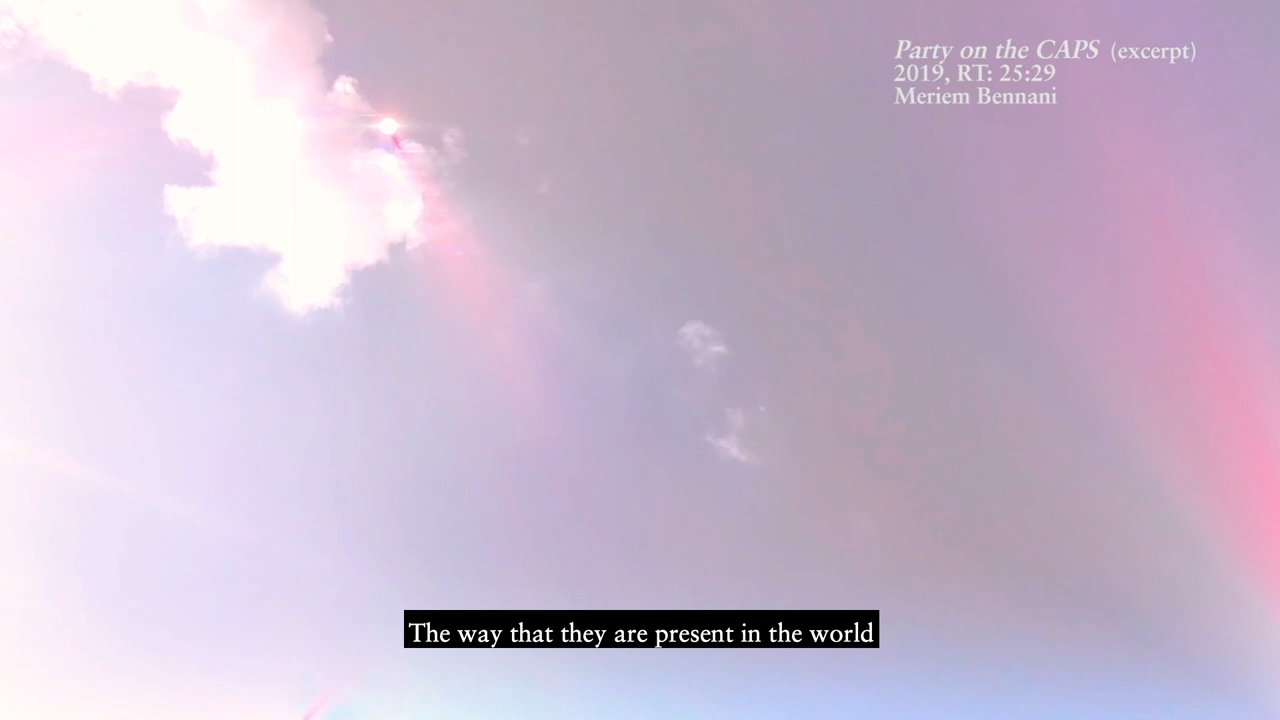 Party on the CAPS (excerpt)
2019, RT: 25:29
Meriem Bennani
The way that they are present in the world